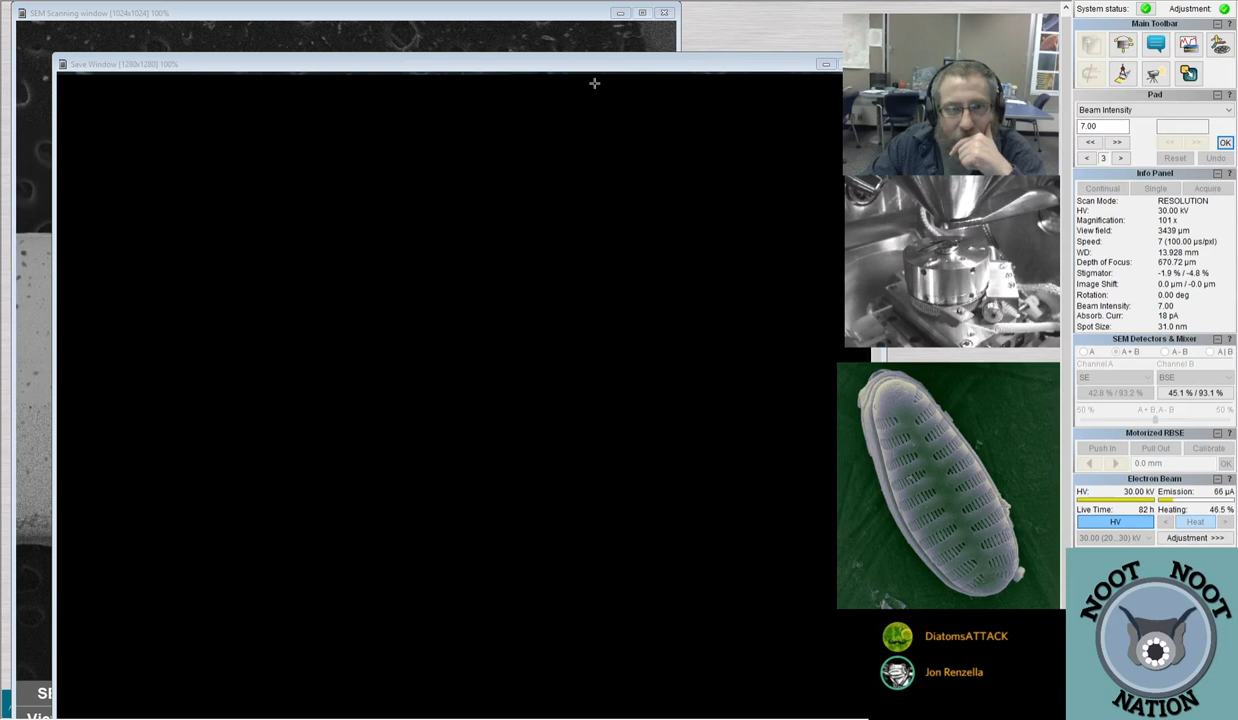 SEM Scanning window [1024x1024] 100%
Save Window [1280x1280] 100%
System status:
Adjustment:
Main Toolbar
Pad
Beam Intensity
7.00
<< >> << >> OK
< 3 > Reset Undo
Info Panel
Continual Single Acquire
Scan Mode: RESOLUTION
HV: 30.00 kV
Magnification: 101 x
View field: 3439 µm
Speed: 7 (100.00 µs/pxl)
WD: 13.928 mm
Depth of Focus: 670.72 µm
Stigmator: -1.9 % / -4.8 %
Image Shift: 0.0 µm / -0.0 µm
Rotation: 0.00 deg
Beam Intensity: 7.00
Absorb. Curr: 18 pA
Spot Size: 31.0 nm
SEM Detectors & Mixer
A A + B A - B A | B
Channel A Channel B
SE BSE
42.8 % / 93.2 % 45.1 % / 93.1 %
50 % A + B, A - B 50 %
Motorized RBSE
Push In Pull Out Calibrate
0.0 mm OK
Electron Beam
HV: 30.00 kV Emission: 66 µA
Live Time: 82 h Heating: 46.5 %
HV < Heat >
30.00 (20...30) kV Adjustment >>>
DiatomsATTACK
Jon Renzella
NOOT NOOT
NATION